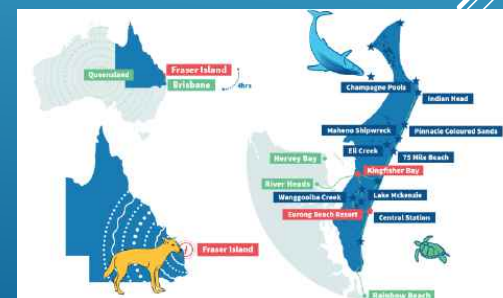 Queensland
Fraser Island
Brisbane
4hrs
Fraser Island
Champagne Pools
Indian Head
Maheno Shipwreck
Pinnacle Coloured Sands
Eli Creek
75 Mile Beach
Hervey Bay
Kingfisher Bay
River Heads
Wanggoolba Creek
Lake Mckenzie
Eurong Beach Resort
Central Station
Rainbow Beach